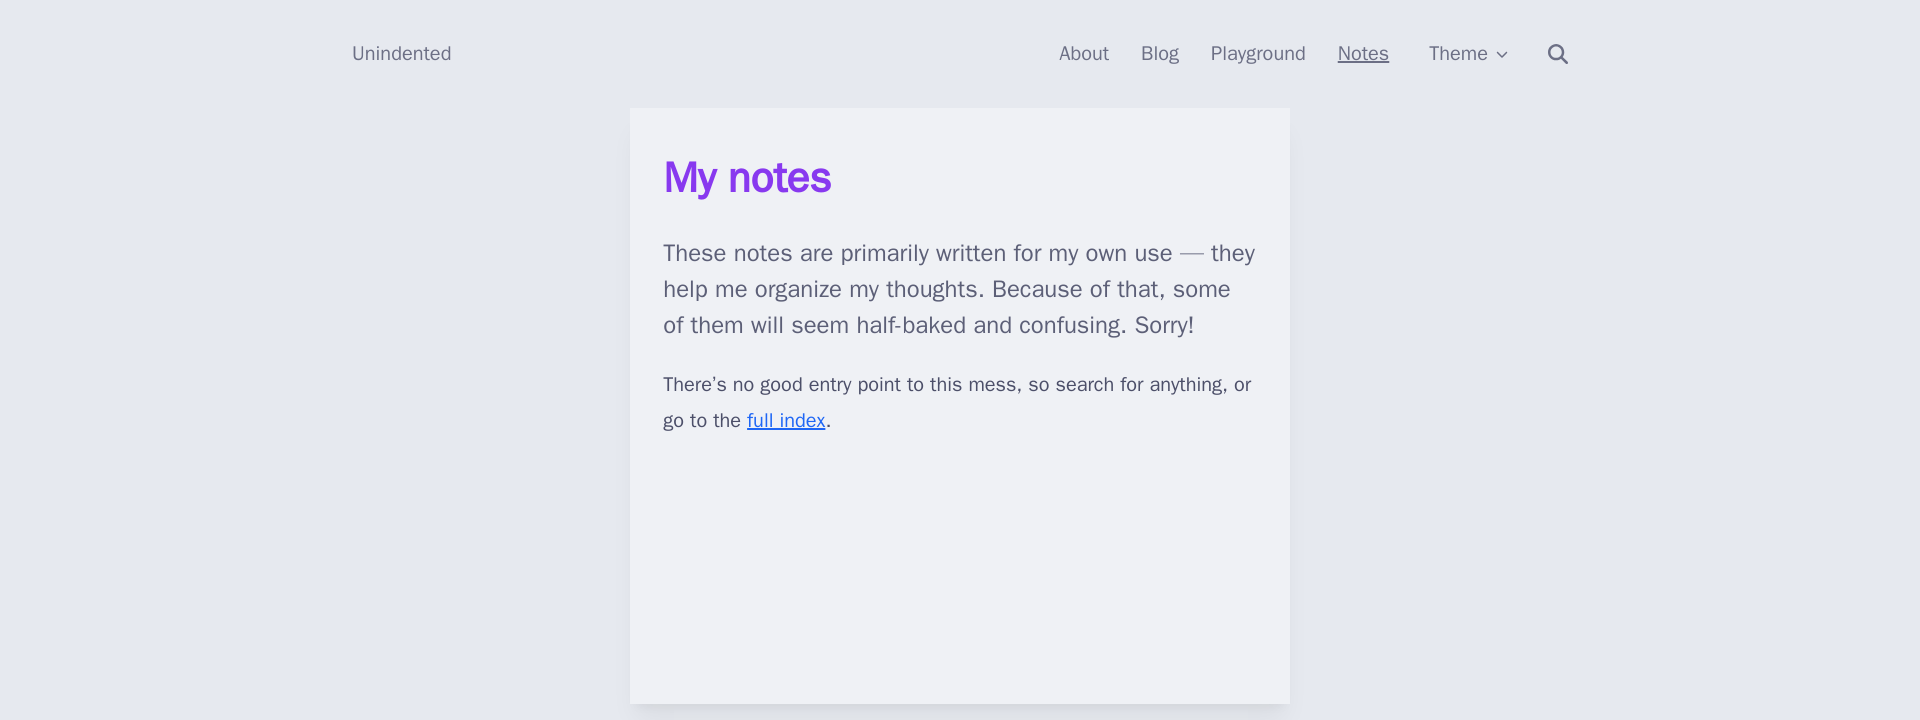 Unindented
About Blog Playground Notes Theme
My notes
These notes are primarily written for my own use — they
help me organize my thoughts. Because of that, some
of them will seem half-baked and confusing. Sorry!
There’s no good entry point to this mess, so search for anything, or
go to the full index.